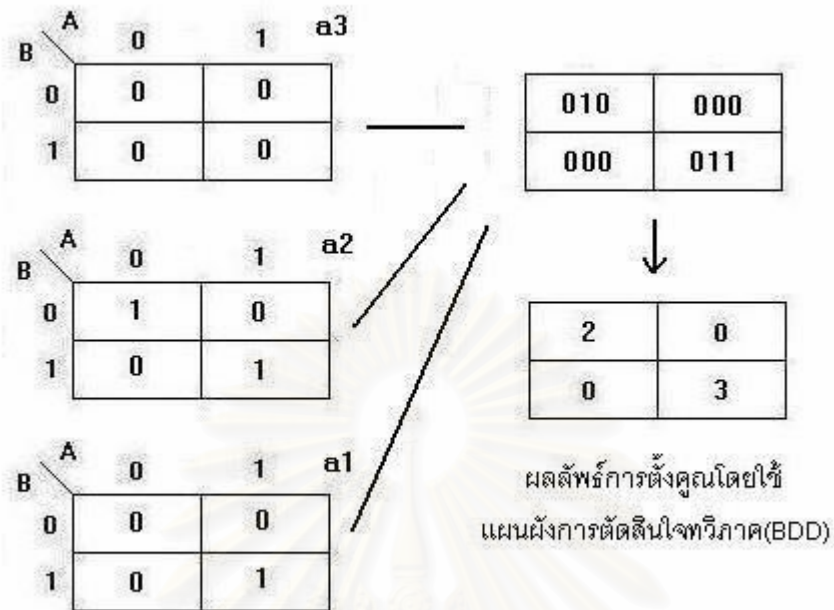 A 0 1 a3
B
0 0 0
1 0 0
010 000
000 011
A 0 1 a2
B
0 1 0
1 0 1
2 0
0 3
A 0 1 a1
B
0 0 0
1 0 1
ผลลัพธ์การตั้งคูณโดยใช้
แผนผังการตัดสินใจทวิภาค(BDD)